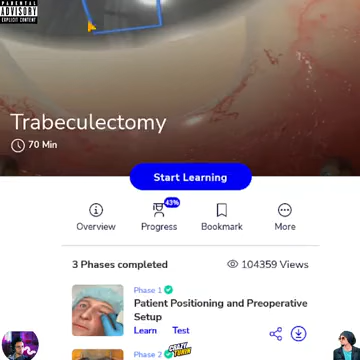 PARENTAL
ADVISORY
EXPLICIT CONTENT
Trabeculectomy
70 Min
Start Learning
43%
Overview
Progress
Bookmark
More
3 Phases completed
104359 Views
Phase 1
Patient Positioning and Preoperative
Setup
Learn
Test
Phase 2
CRAZY